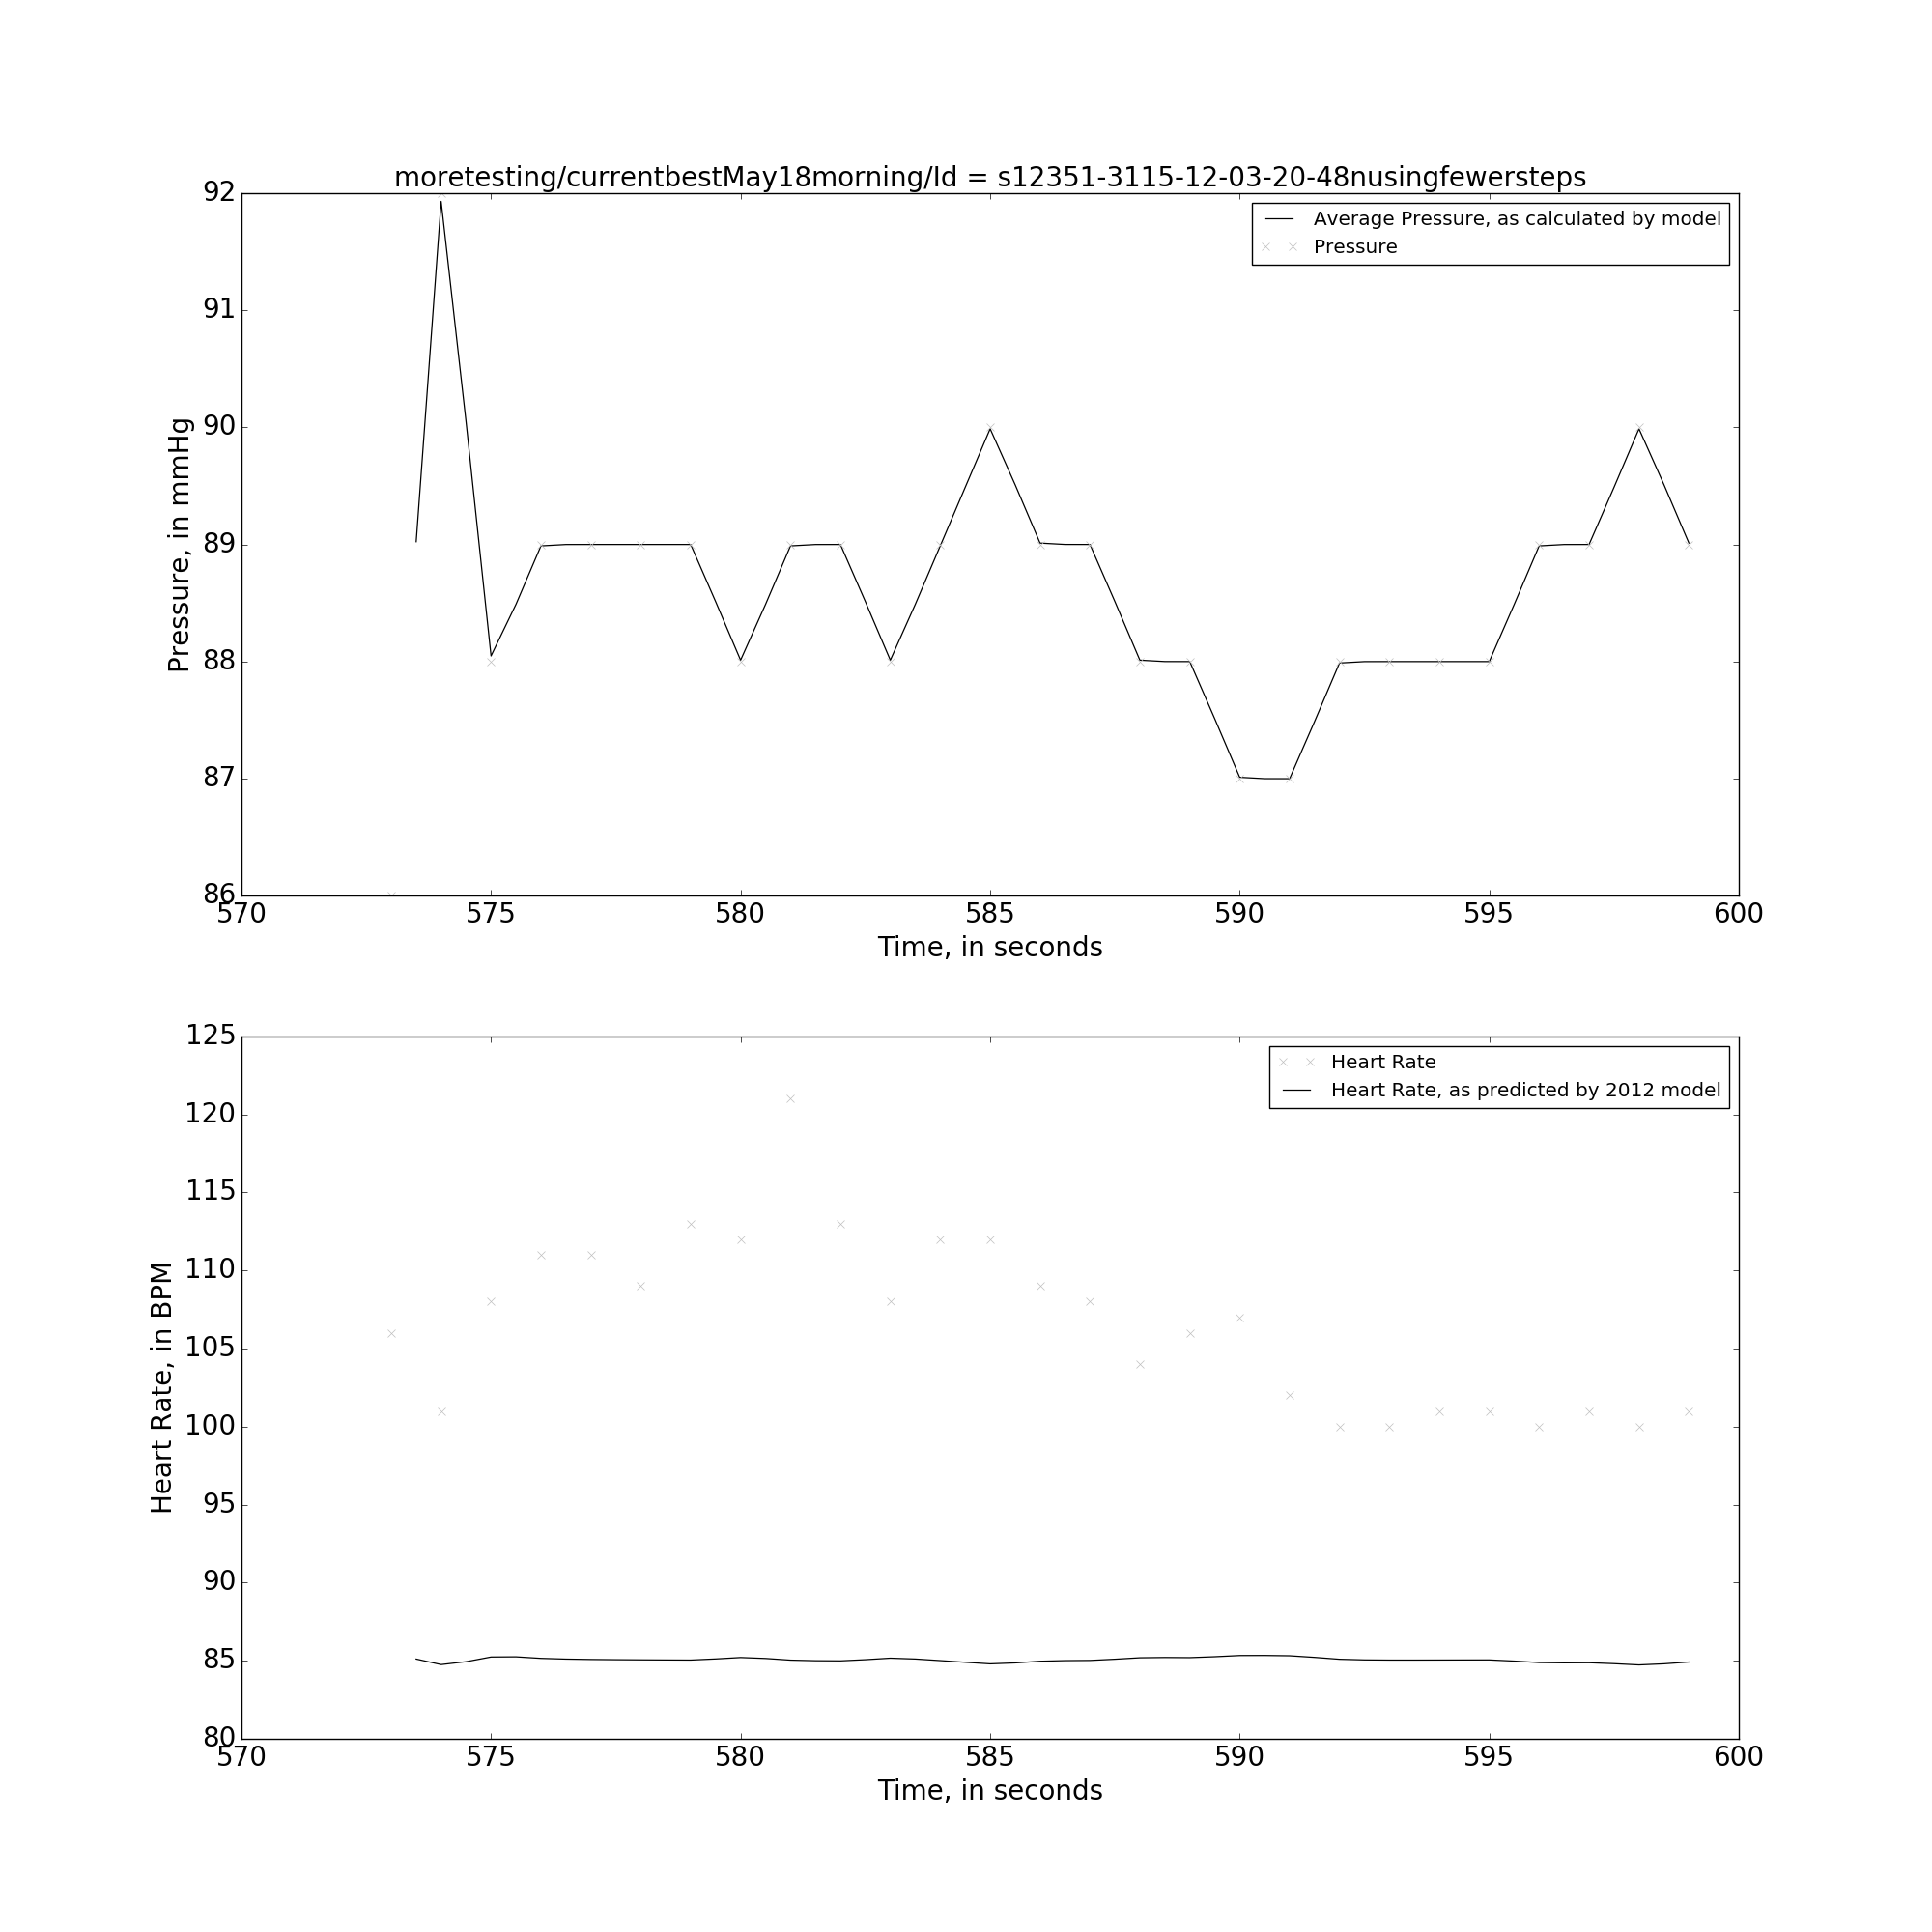 moretesting/currentbestMay18morning/Id = s12351-3115-12-03-20-48nusingfewersteps
Average Pressure, as calculated by model
Pressure
Pressure, in mmHg
92
91
90
89
88
87
86
570 575 580 585 590 595 600
Time, in seconds
Heart Rate
Heart Rate, as predicted by 2012 model
Heart Rate, in BPM
125
120
115
110
105
100
95
90
85
80
570 575 580 585 590 595 600
Time, in seconds